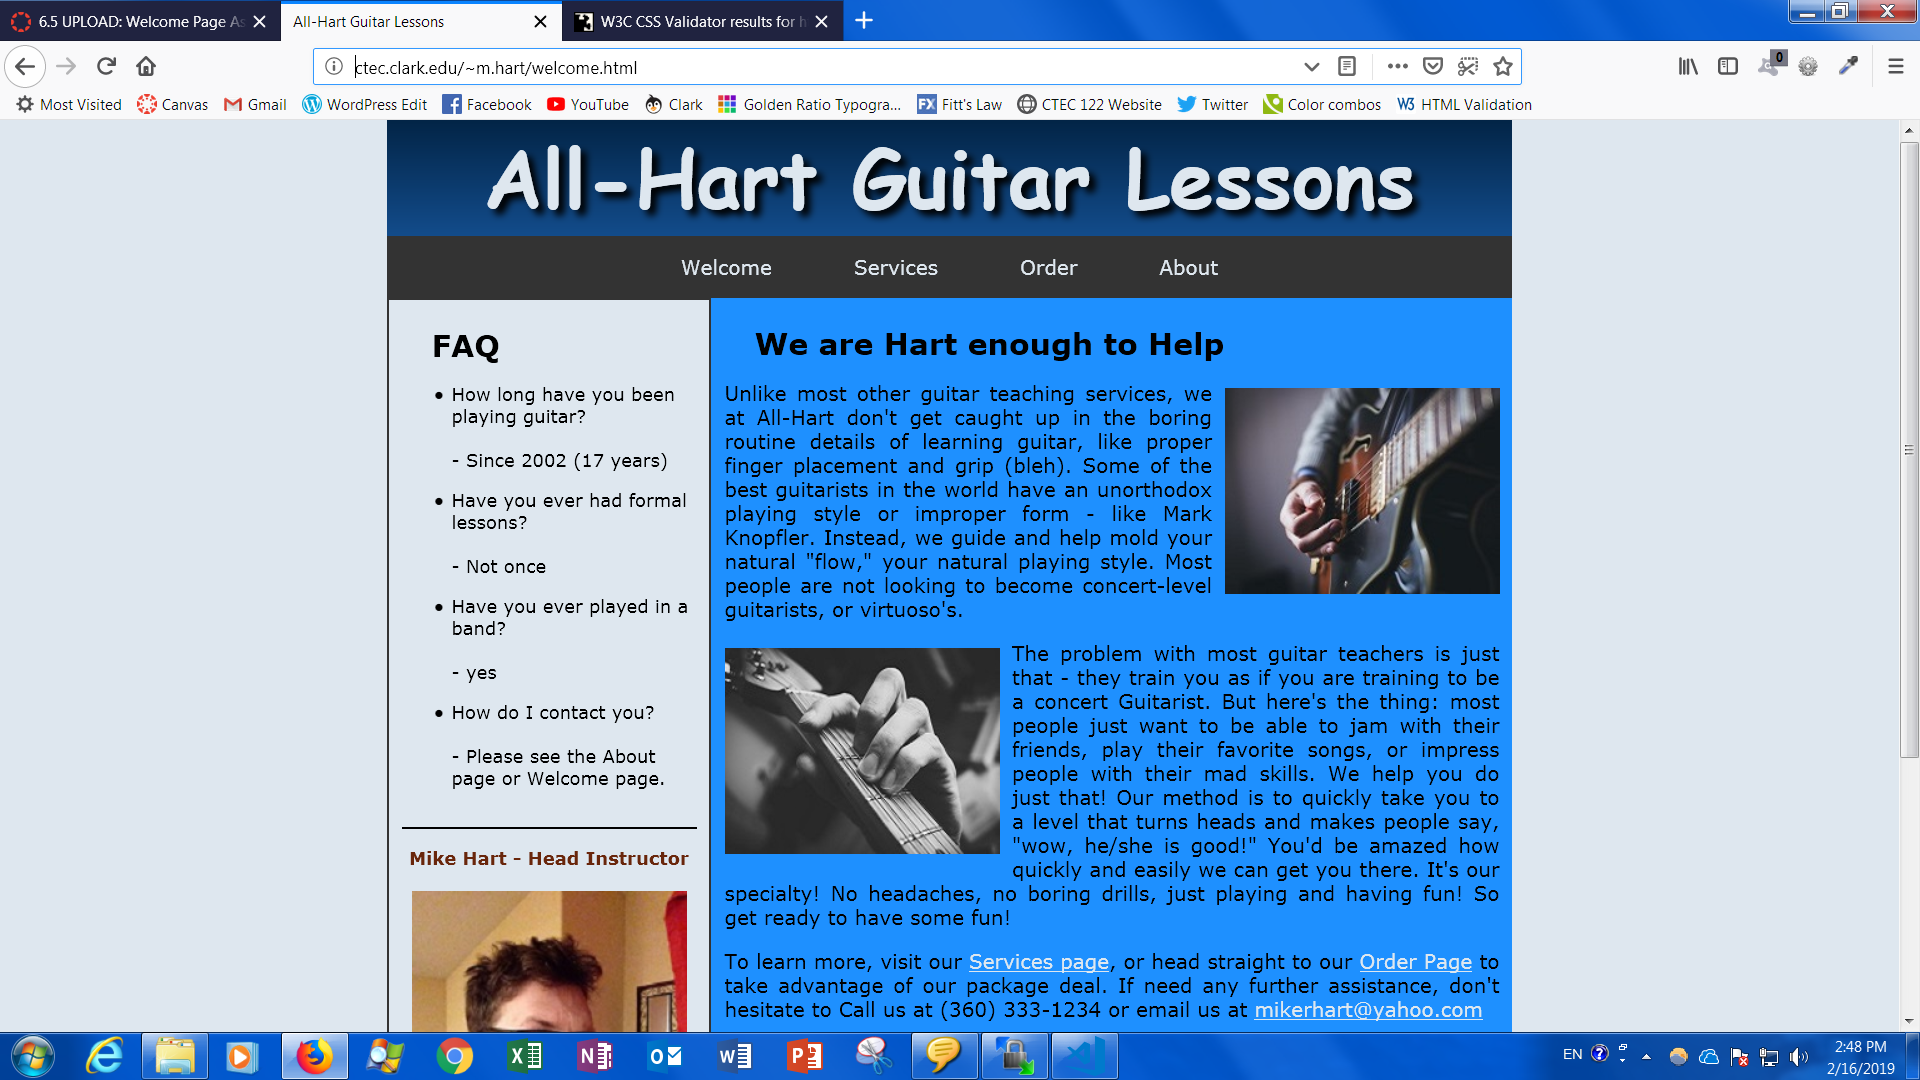 6.5 UPLOAD: Welcome Page As
All-Hart Guitar Lessons
W3C CSS Validator results for h
ctec.clark.edu/~m.hart/welcome.html
0
Most Visited
Canvas
Gmail
WordPress Edit
Facebook
YouTube
Clark
Golden Ratio Typogra...
FX
Fitt's Law
CTEC 122 Website
Twitter
Color combos
W3
HTML Validation
All-Hart Guitar Lessons
Welcome
Services
Order
About
FAQ
• How long have you been
playing guitar?
- Since 2002 (17 years)
• Have you ever had formal
lessons?
- Not once
• Have you ever played in a
band?
- yes
• How do I contact you?
- Please see the About
page or Welcome page.
Mike Hart - Head Instructor
We are Hart enough to Help
Unlike most other guitar teaching services, we
at All-Hart don't get caught up in the boring
routine details of learning guitar, like proper
finger placement and grip (bleh). Some of the
best guitarists in the world have an unorthodox
playing style or improper form - like Mark
Knopfler. Instead, we guide and help mold your
natural "flow," your natural playing style. Most
people are not looking to become concert-level
guitarists, or virtuoso's.
The problem with most guitar teachers is just
that - they train you as if you are training to be
a concert Guitarist. But here's the thing: most
people just want to be able to jam with their
friends, play their favorite songs, or impress
people with their mad skills. We help you do
just that! Our method is to quickly take you to
a level that turns heads and makes people say,
"wow, he/she is good!" You'd be amazed how
quickly and easily we can get you there. It's our
specialty! No headaches, no boring drills, just playing and having fun! So
get ready to have some fun!
To learn more, visit our Services page, or head straight to our Order Page to
take advantage of our package deal. If need any further assistance, don't
hesitate to Call us at (360) 333-1234 or email us at mikerhart@yahoo.com
EN
2:48 PM
2/16/2019